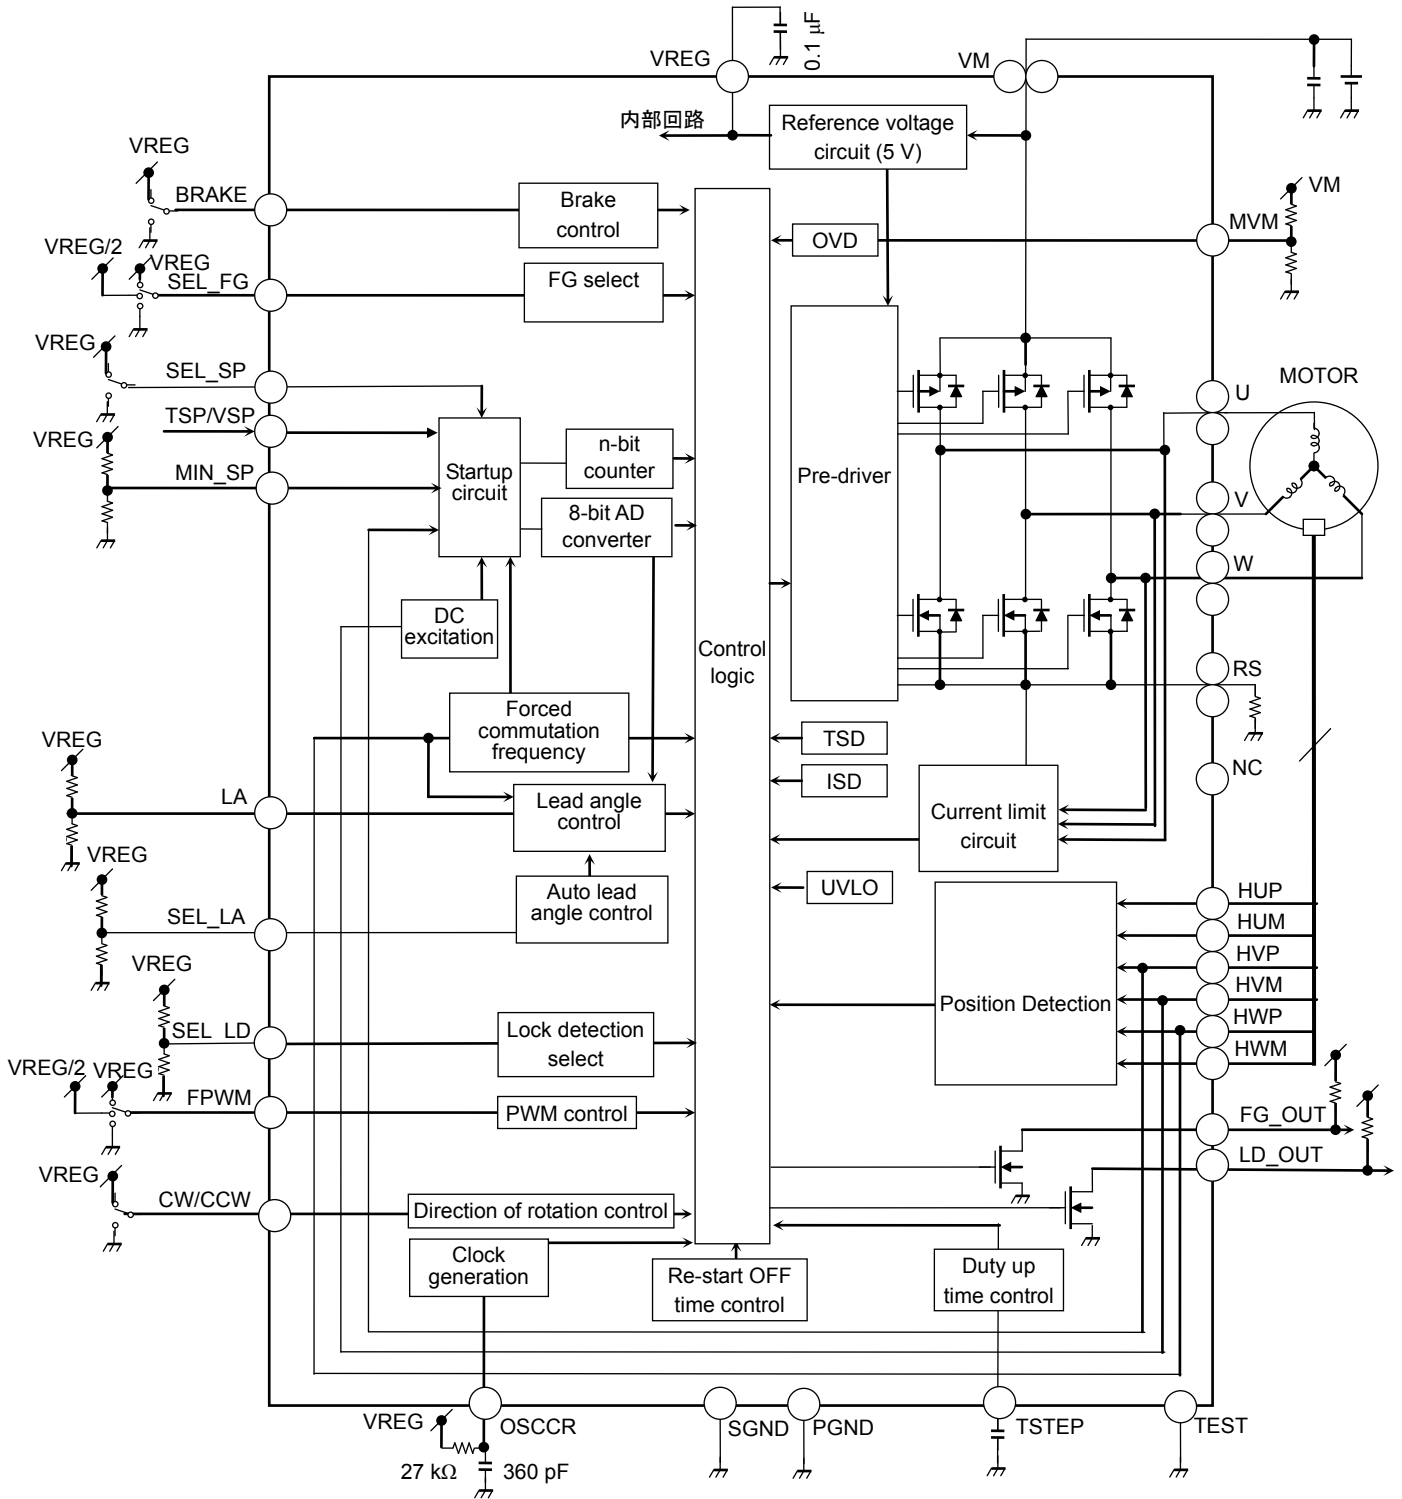 VREG
0.1 μF
VM
内部回路
Reference voltage
circuit (5 V)
VREG
BRAKE
Brake
control
VM
MVM
OVD
VREG/2
VREG
SEL_FG
FG select
VREG
SEL_SP
TSP/VSP
VREG
MIN_SP
Startup
circuit
n-bit
counter
8-bit AD
converter
Pre-driver
U
MOTOR
V
W
DC
excitation
Control
logic
RS
Forced
commutation
frequency
TSD
ISD
NC
VREG
LA
Lead angle
control
Current limit
circuit
VREG
SEL_LA
Auto lead
angle control
UVLO
HUP
HUM
HVP
HVM
HWP
HWM
Position Detection
VREG
SEL_LD
Lock detection
select
VREG/2
VREG
FPWM
PWM control
FG_OUT
LD_OUT
VREG
CW/CCW
Direction of rotation control
Clock
generation
Re-start OFF
time control
Duty up
time control
VREG
OSCCR
27 kΩ
360 pF
SGND
PGND
TSTEP
TEST